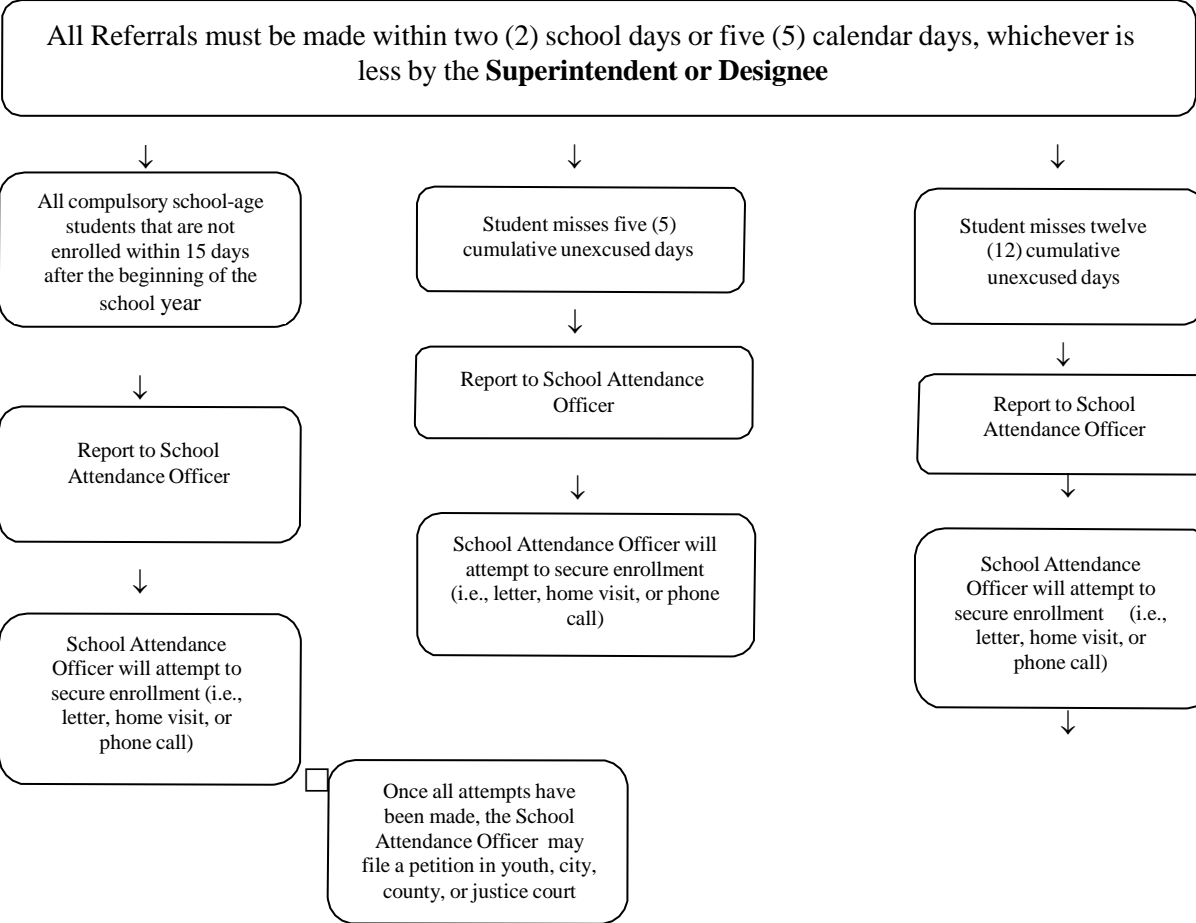 All Referrals must be made within two (2) school days or five (5) calendar days, whichever is
less by the Superintendent or Designee
↓
↓
↓
All compulsory school-age
students that are not
enrolled within 15 days
after the beginning of the
school year
Student misses five (5)
cumulative unexcused days
Student misses twelve
(12) cumulative
unexcused days
↓
↓
↓
Report to School
Attendance Officer
Report to School Attendance
Officer
Report to School
Attendance Officer
↓
↓
↓
School Attendance
Officer will attempt to
secure enrollment (i.e.,
letter, home visit, or
phone call)
School Attendance Officer will
attempt to secure enrollment
(i.e., letter, home visit, or phone
call)
School Attendance
Officer will attempt to
secure enrollment (i.e.,
letter, home visit, or
phone call)
↓
Once all attempts have
been made, the School
Attendance Officer may
file a petition in youth, city,
county, or justice court